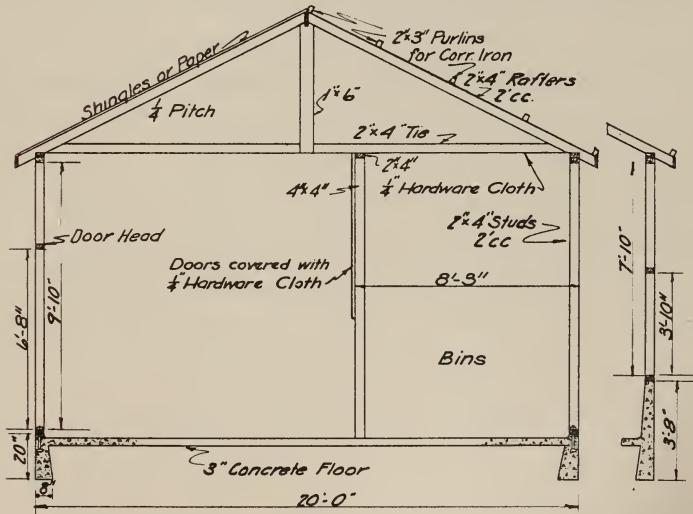 2"x3" Purlins
for Corr. Iron
2"x4" Rafters
2'cc.
Shingles or Paper
1/4 Pitch
1"x6"
2"x4" Tie
2"x4"
4"x4"
1/4" Hardware Cloth
2"x4" Studs
2'cc
Door Head
Doors covered with
1/4" Hardware Cloth
8'-3"
Bins
9'-10"
6'-8"
20"
8"
3" Concrete Floor
20'-0"
7'-10"
3'-10"
3'-8"